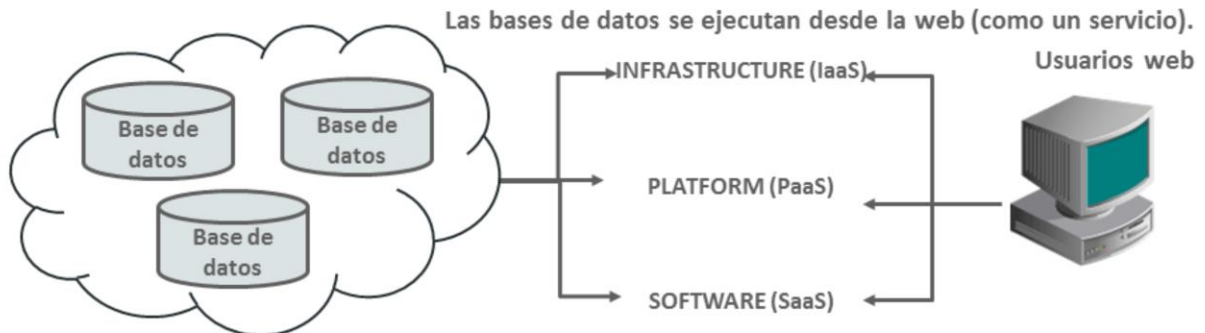 Las bases de datos se ejecutan desde la web (como un servicio).
Usuarios web
INFRASTRUCTURE (IaaS)
Base de
datos
Base de
datos
PLATFORM (PaaS)
Base de
datos
SOFTWARE (SaaS)